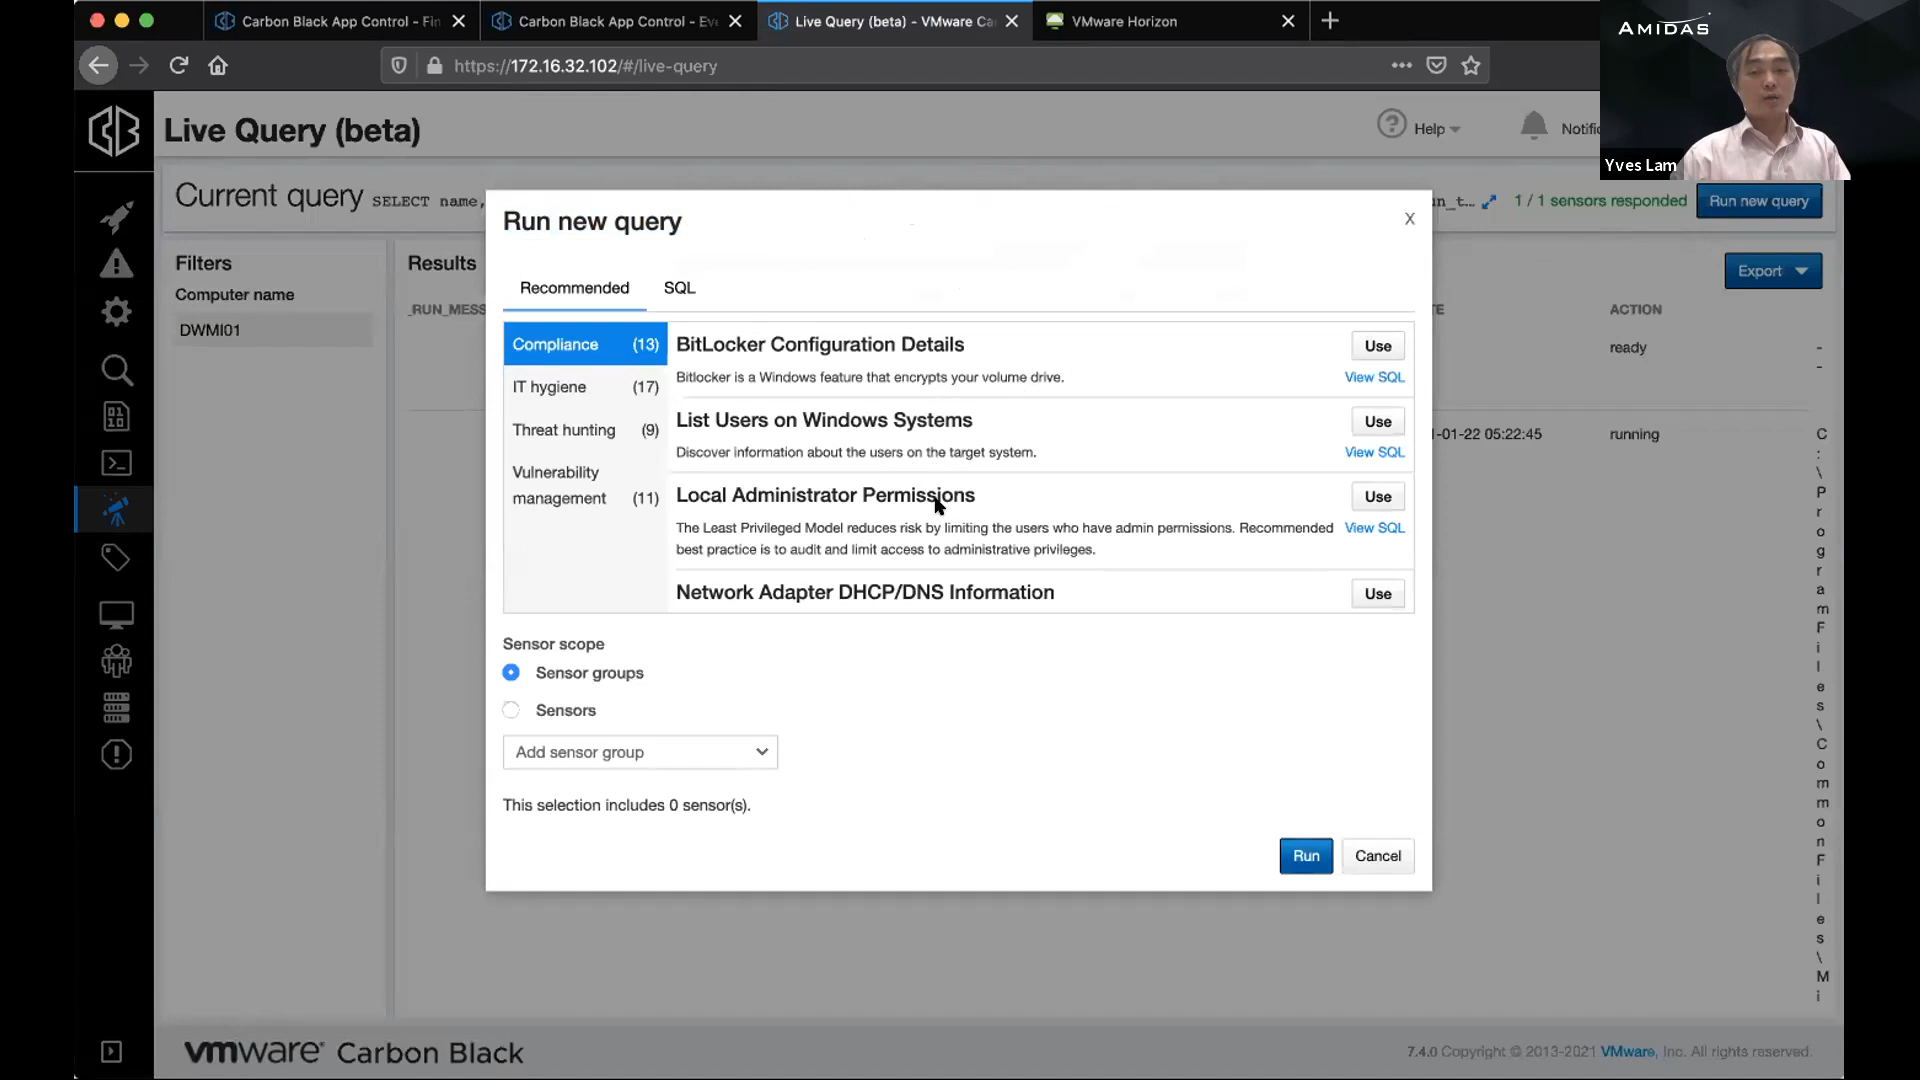 Carbon Black App Control - Fin
Carbon Black App Control - Eve
Live Query (beta) - VMware Ca
VMware Horizon
https://172.16.32.102/#/live-query
AMIDAS
Yves Lam
Live Query (beta)
Help
Notific
Current query SELECT name,
n_t...
1 / 1 sensors responded
Run new query
Filters
Computer name
DWMI01
Results
Export
_RUN_MESS
TE
ACTION
ready
-
-
1-01-22 05:22:45
running
C
:
\
P
r
o
g
r
a
m
F
i
l
e
s
\
C
o
m
m
o
n
F
i
l
e
s
\
M
i
Run new query
X
Recommended
SQL
Compliance (13)
IT hygiene (17)
Threat hunting (9)
Vulnerability
management (11)
BitLocker Configuration Details
Use
Bitlocker is a Windows feature that encrypts your volume drive.
View SQL
List Users on Windows Systems
Use
Discover information about the users on the target system.
View SQL
Local Administrator Permissions
Use
The Least Privileged Model reduces risk by limiting the users who have admin permissions. Recommended
best practice is to audit and limit access to administrative privileges.
View SQL
Network Adapter DHCP/DNS Information
Use
Sensor scope
Sensor groups
Sensors
Add sensor group
This selection includes 0 sensor(s).
Run
Cancel
vmware Carbon Black
7.4.0 Copyright © 2013-2021 VMware, Inc. All rights reserved.